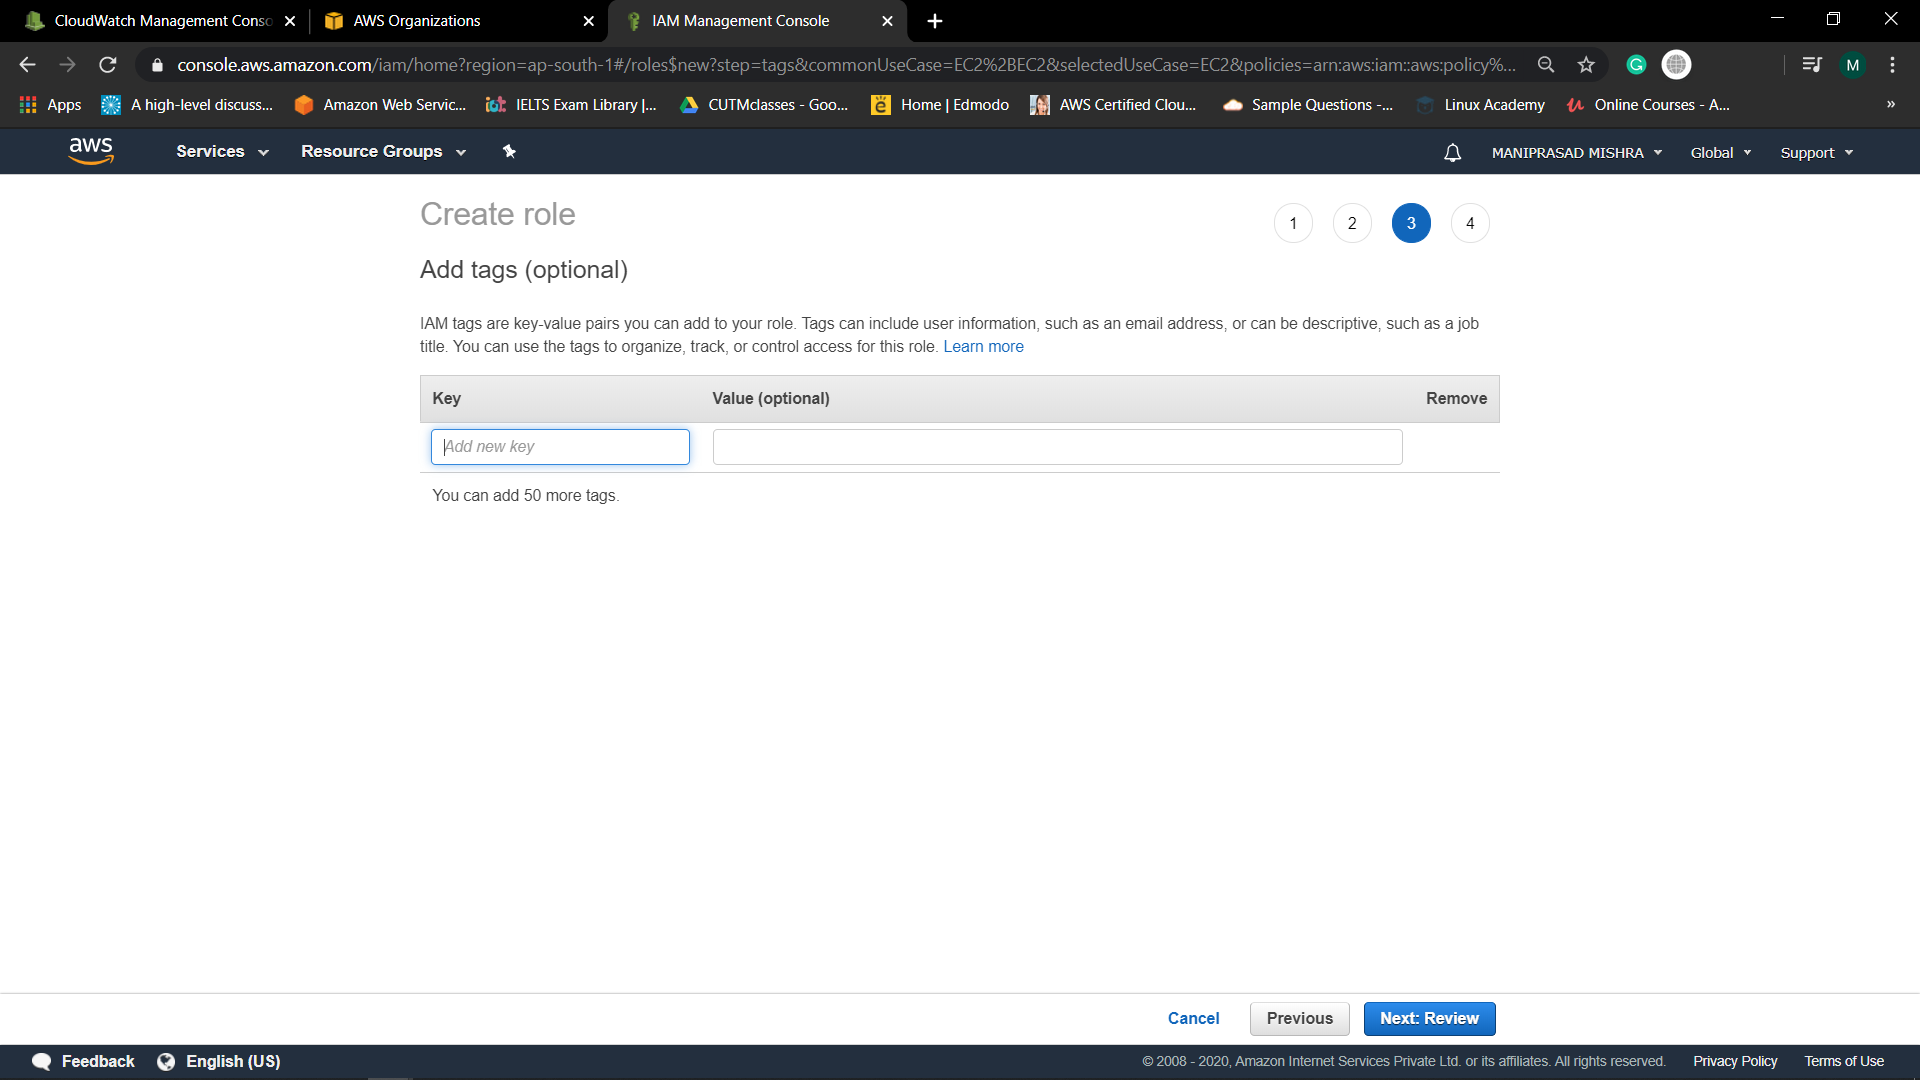 CloudWatch Management Conso
AWS Organizations
IAM Management Console
console.aws.amazon.com/iam/home?region=ap-south-1#/roles$new?step=tags&commonUseCase=EC2%2BEC2&selectedUseCase=EC2&policies=arn:aws:iam::aws:policy%...
G
M
Apps
A high-level discuss...
Amazon Web Servic...
iot
IELTS Exam Library |...
CUTMclasses - Goo...
Home | Edmodo
AWS Certified Clou...
Sample Questions -...
Linux Academy
Online Courses - A...
»
aws
Services
Resource Groups
MANIPRASAD MISHRA
Global
Support
Create role
1
2
3
4
Add tags (optional)
IAM tags are key-value pairs you can add to your role. Tags can include user information, such as an email address, or can be descriptive, such as a job
title. You can use the tags to organize, track, or control access for this role. Learn more
Key
Value (optional)
Remove
Add new key
You can add 50 more tags.
Cancel
Previous
Next: Review
Feedback
English (US)
© 2008 - 2020, Amazon Internet Services Private Ltd. or its affiliates. All rights reserved.
Privacy Policy
Terms of Use